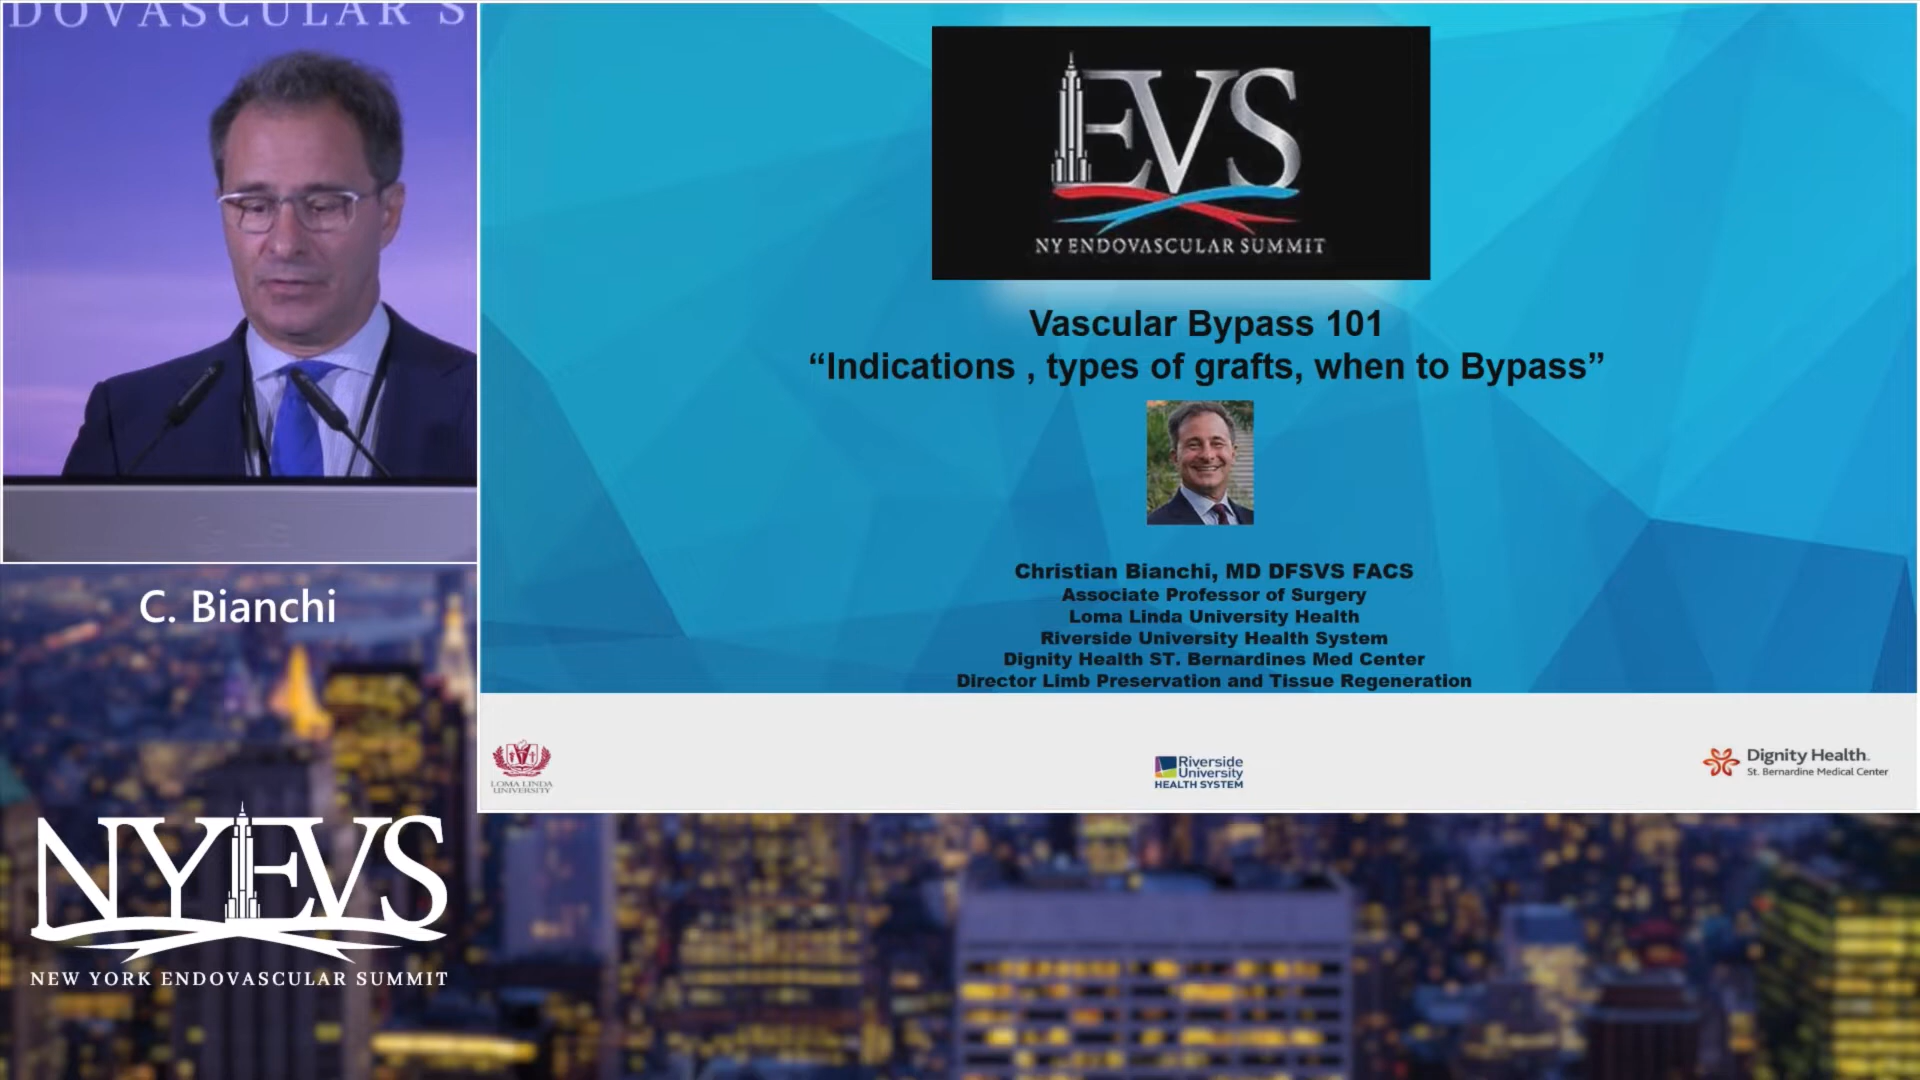 DOVASCULAR S
EVS
NY ENDOVASCULAR SUMMIT
Vascular Bypass 101
“Indications , types of grafts, when to Bypass”
Christian Bianchi, MD DFSVS FACS
Associate Professor of Surgery
Loma Linda University Health
Riverside University Health System
Dignity Health ST. Bernardines Med Center
Director Limb Preservation and Tissue Regeneration
LOMA LINDA
UNIVERSITY
Riverside
University
HEALTH SYSTEM
Dignity Health.
St. Bernardine Medical Center
C. Bianchi
NYEVS
NEW YORK ENDOVASCULAR SUMMIT